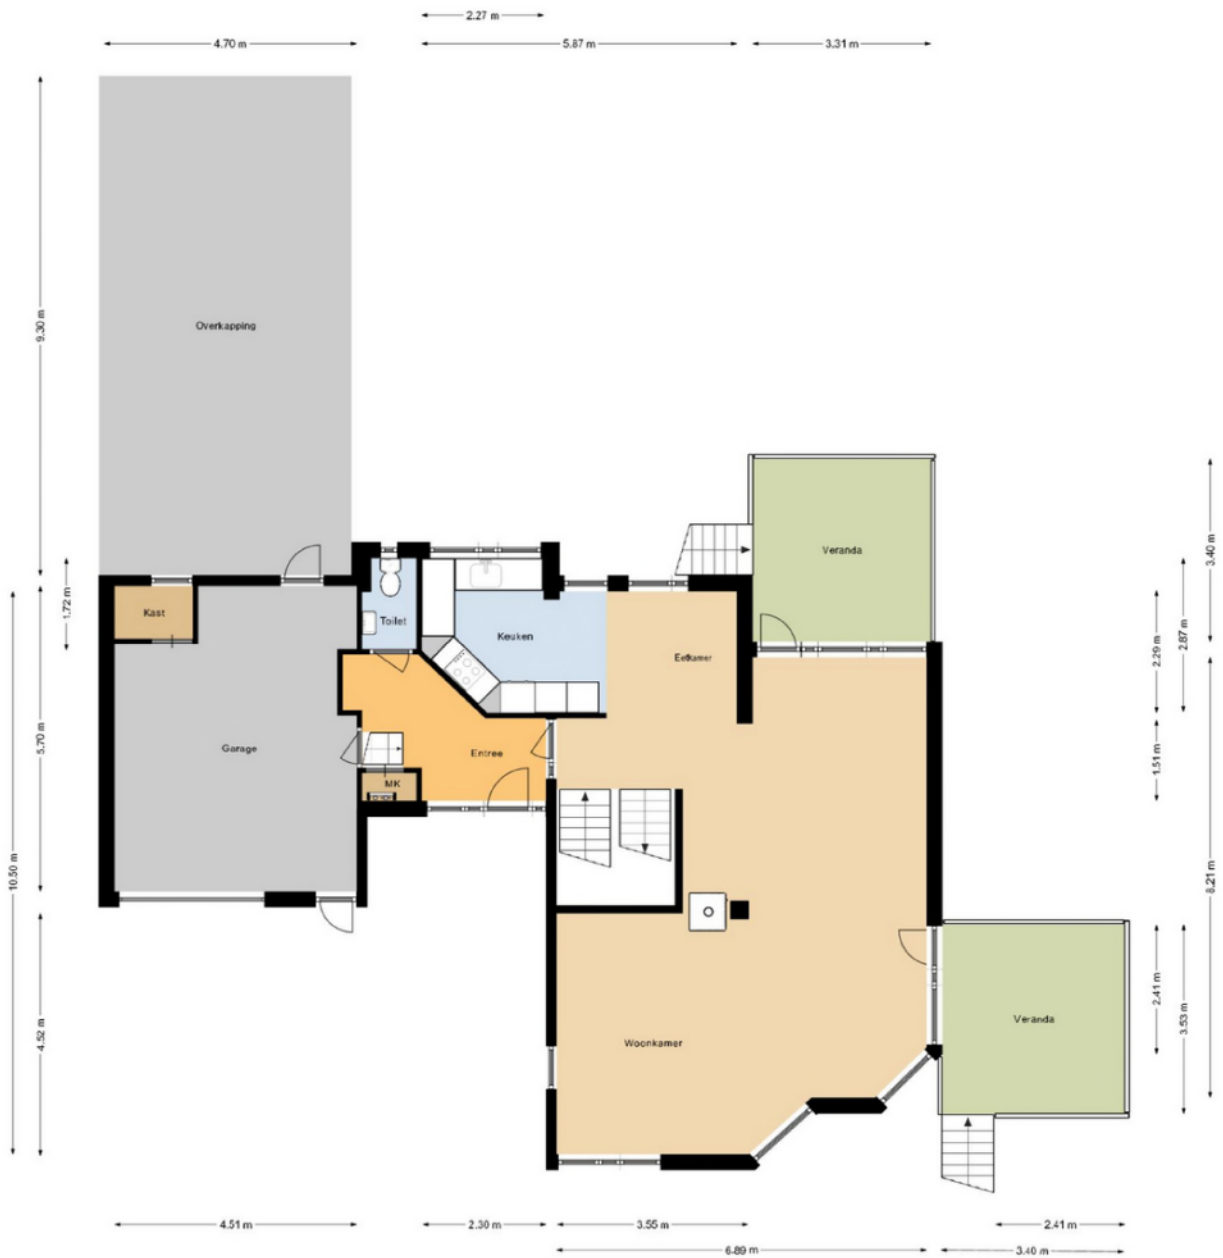 2.27 m
4.70 m
5.87 m
3.31 m
9.30 m
Overkapping
3.40 m
Veranda
1.72 m
Kast
Toilet
Keuken
Eetkamer
2.29 m
2.87 m
5.70 m
Garage
Entree
MK
1.51 m
10.50 m
8.21 m
4.52 m
Woonkamer
Veranda
2.41 m
3.53 m
4.51 m
2.30 m
3.55 m
2.41 m
6.89 m
3.40 m